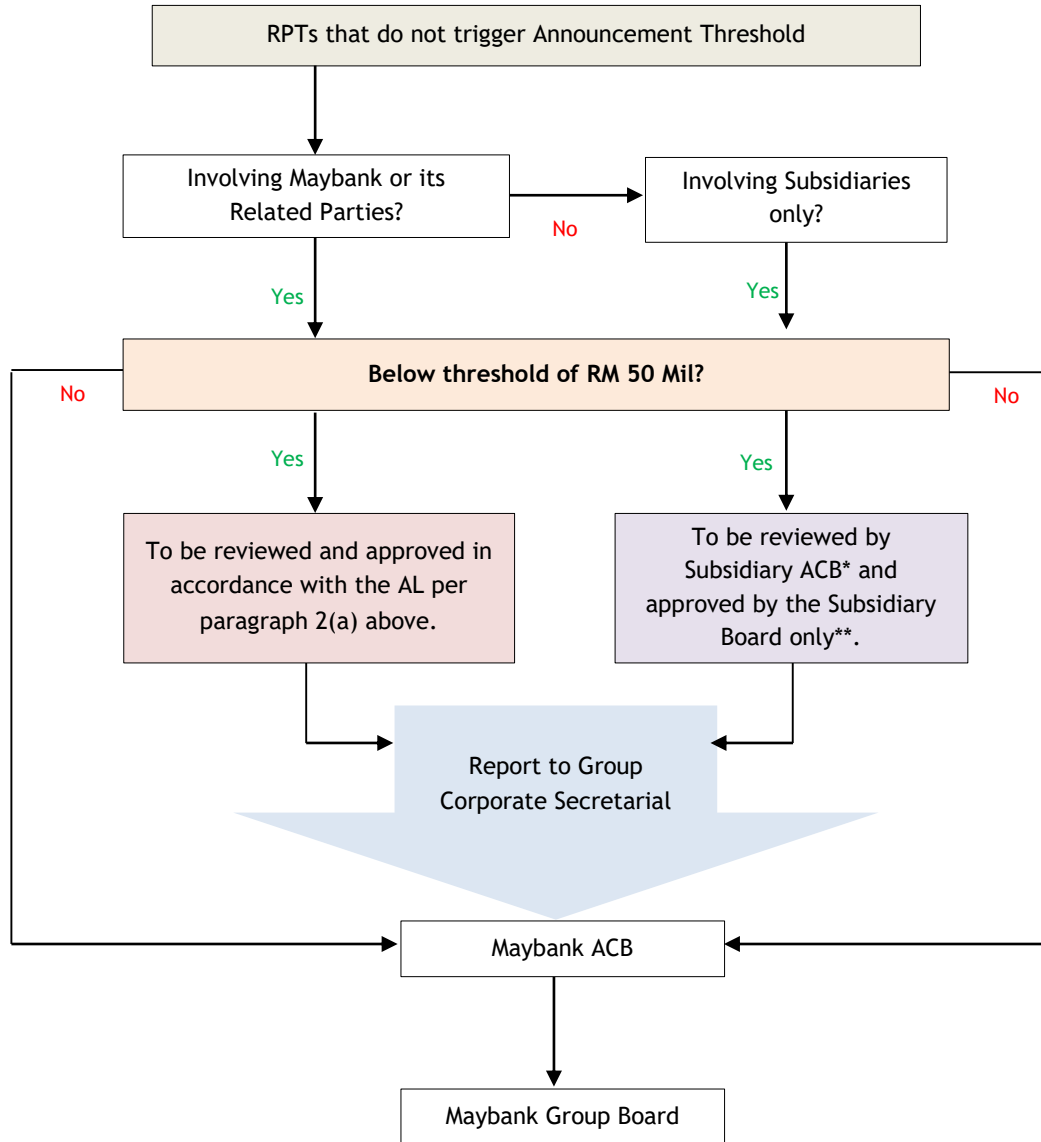 RPTs that do not trigger Announcement Threshold
Involving Maybank or its
Related Parties?
No
Involving Subsidiaries
only?
Yes
Yes
Below threshold of RM 50 Mil?
No
No
Yes
Yes
To be reviewed and approved in
accordance with the AL per
paragraph 2(a) above.
To be reviewed by
Subsidiary ACB* and
approved by the Subsidiary
Board only**.
Report to Group
Corporate Secretarial
Maybank ACB
Maybank Group Board